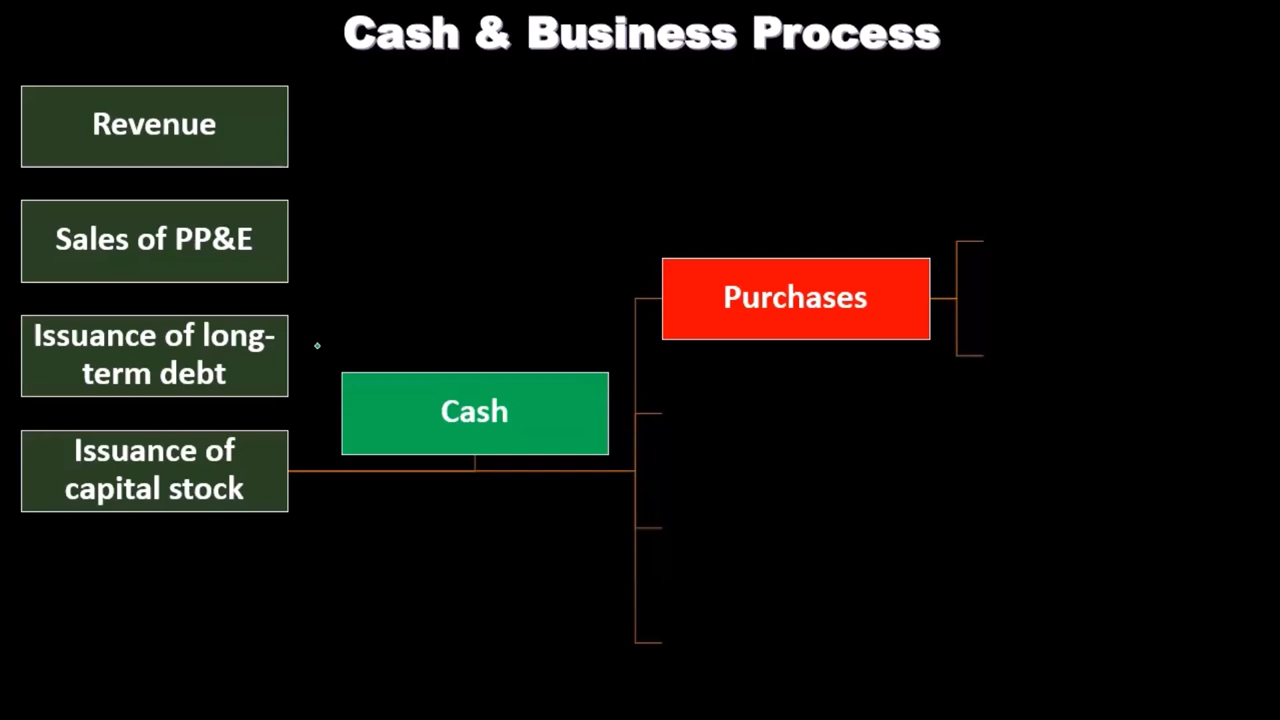 Cash & Business Process
Revenue
Sales of PP&E
Issuance of long-
term debt
Issuance of
capital stock
Cash
Purchases